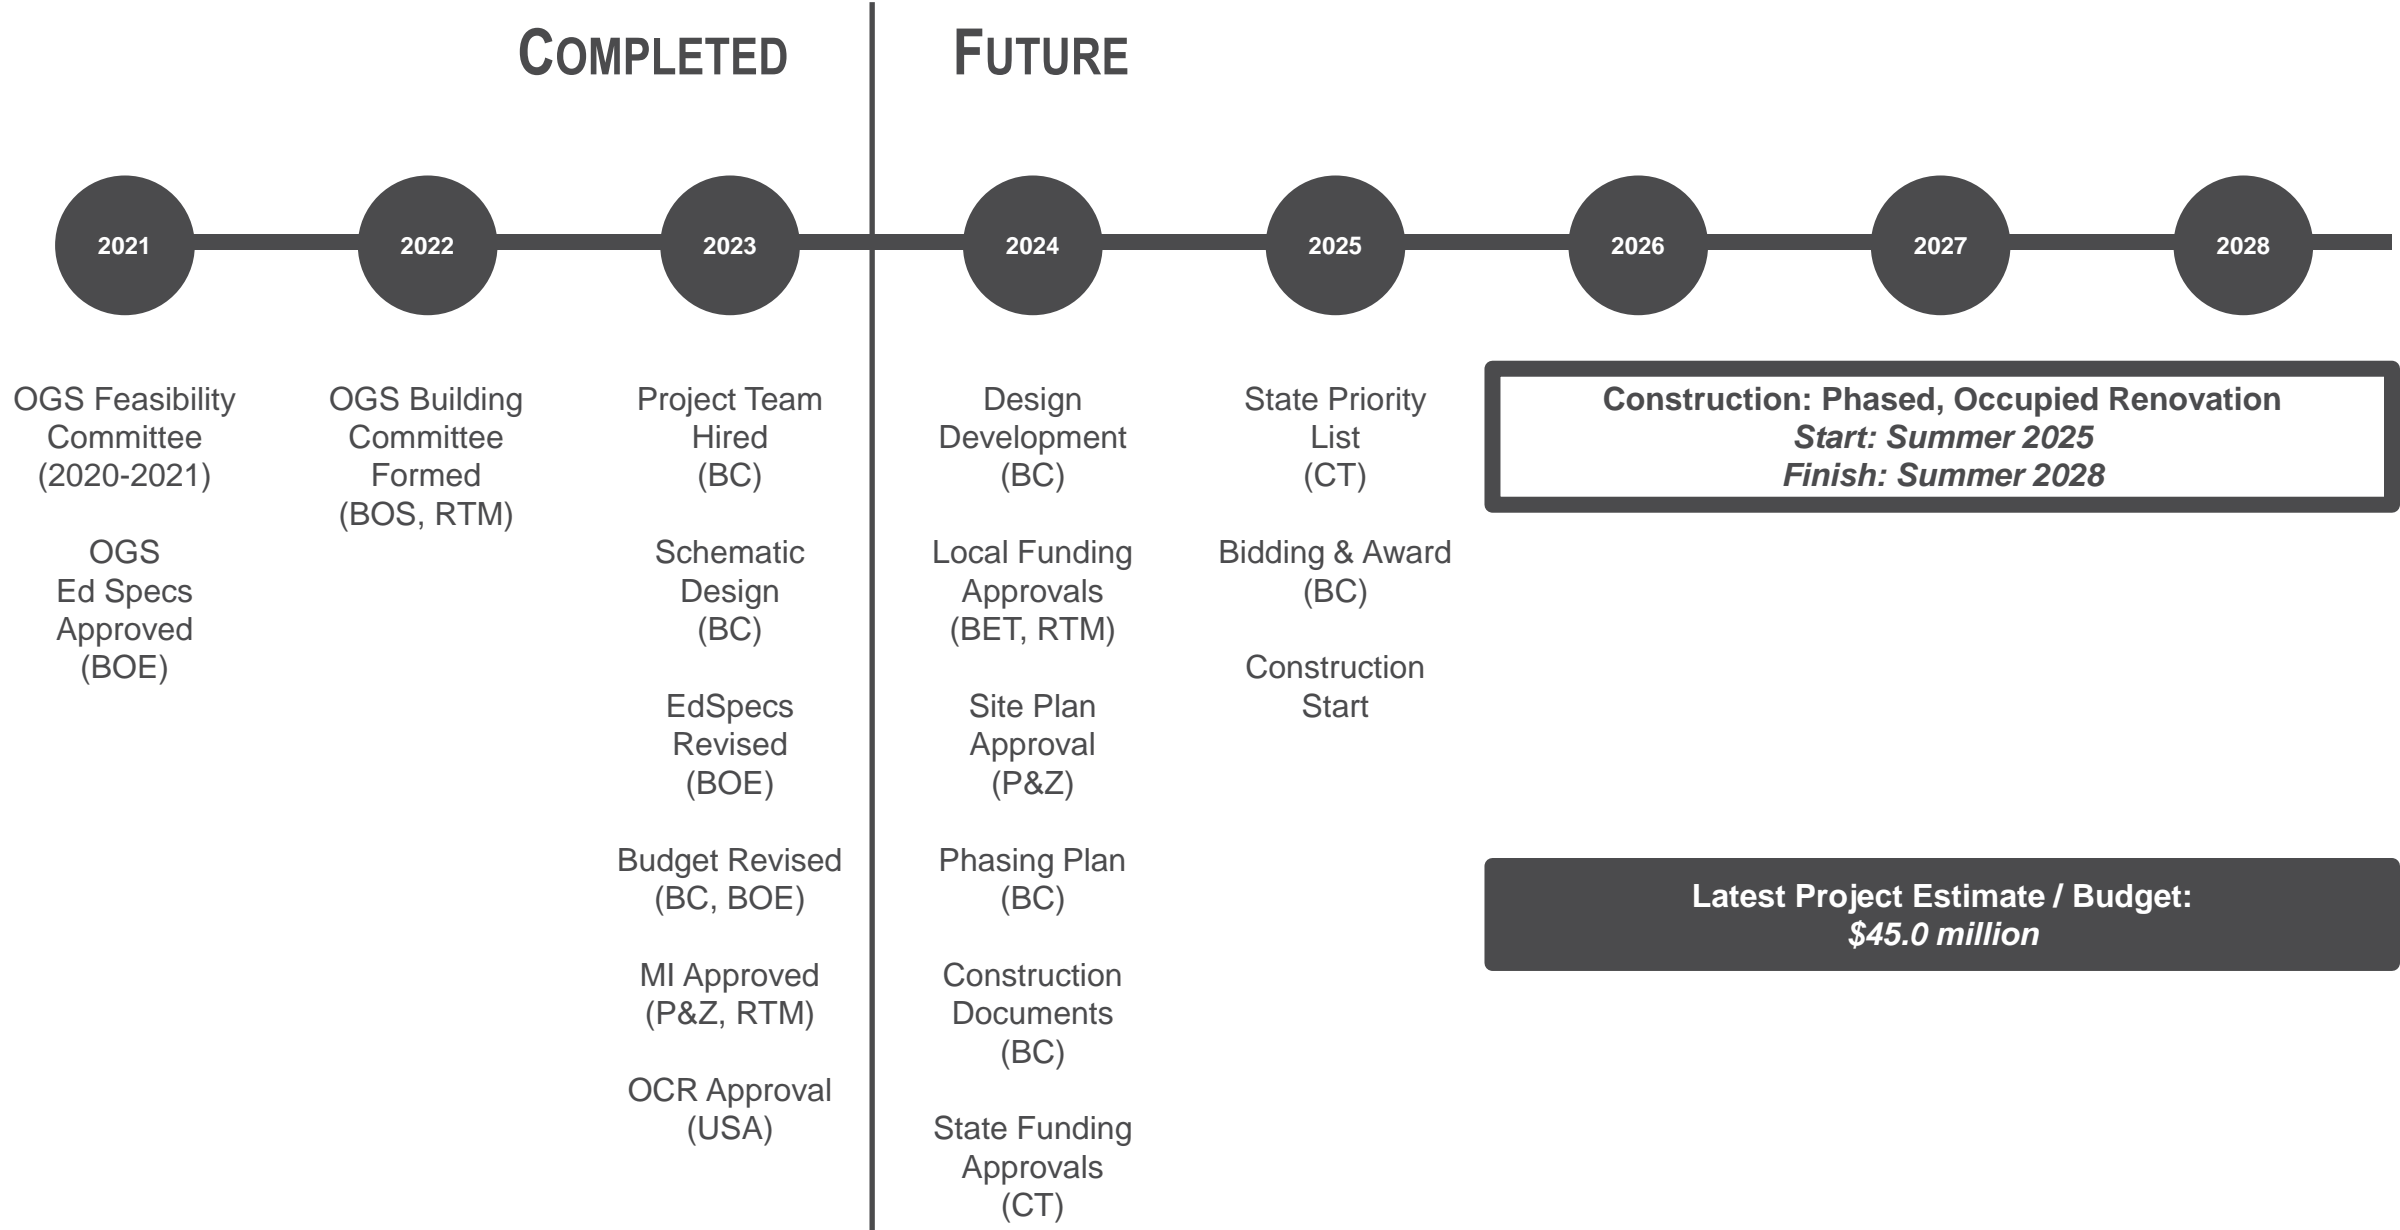 COMPLETED
FUTURE
2021
2022
2023
2024
2025
2026
2027
2028
OGS Feasibility
Committee
(2020-2021)
OGS
Ed Specs
Approved
(BOE)
OGS Building
Committee
Formed
(BOS, RTM)
Project Team
Hired
(BC)
Schematic
Design
(BC)
EdSpecs
Revised
(BOE)
Budget Revised
(BC, BOE)
MI Approved
(P&Z, RTM)
OCR Approval
(USA)
Design
Development
(BC)
Local Funding
Approvals
(BET, RTM)
Site Plan
Approval
(P&Z)
Phasing Plan
(BC)
Construction
Documents
(BC)
State Funding
Approvals
(CT)
State Priority
List
(CT)
Bidding & Award
(BC)
Construction
Start
Construction: Phased, Occupied Renovation
Start: Summer 2025
Finish: Summer 2028
Latest Project Estimate / Budget:
$45.0 million